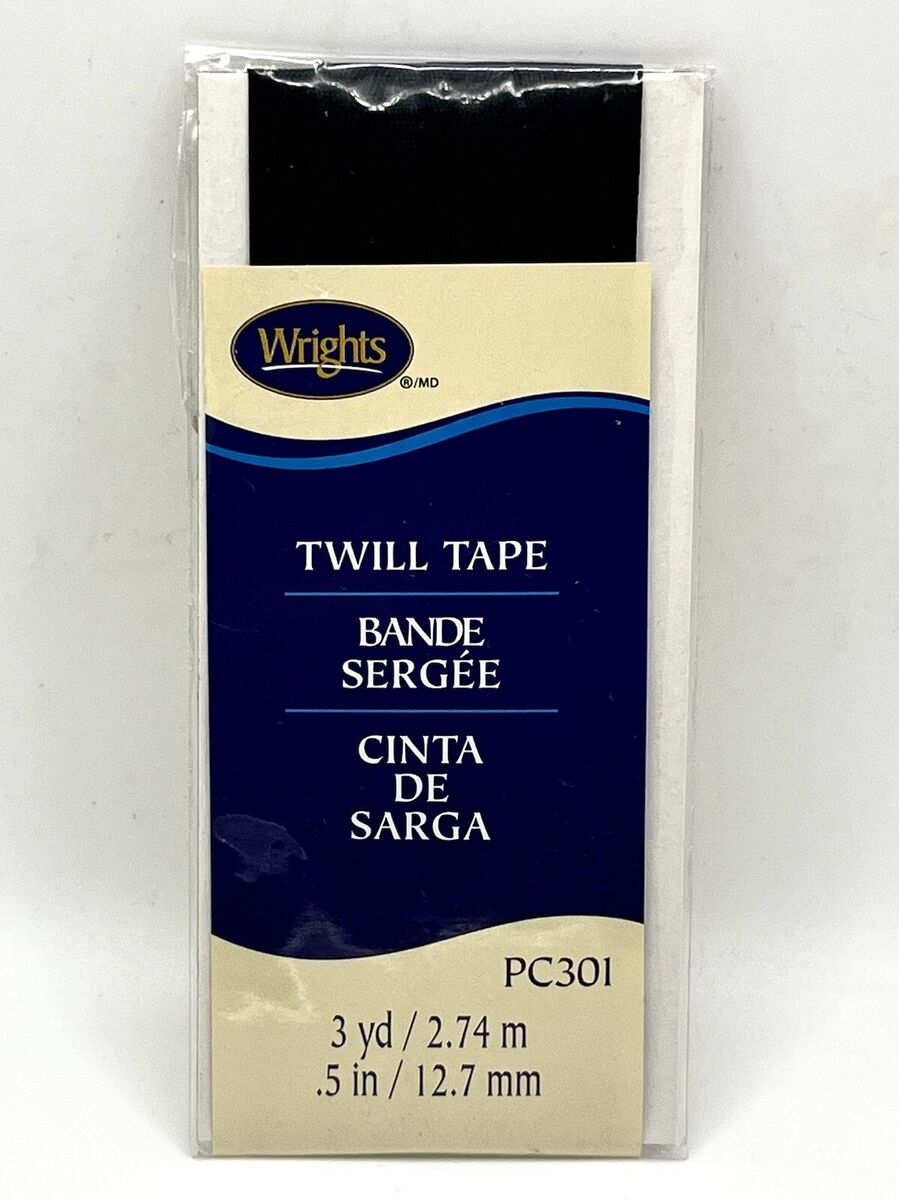 Wrights
®/MD
TWILL TAPE
BANDE
SERGÉE
CINTA
DE
SARGA
PC301
3 yd / 2.74 m
.5 in / 12.7 mm